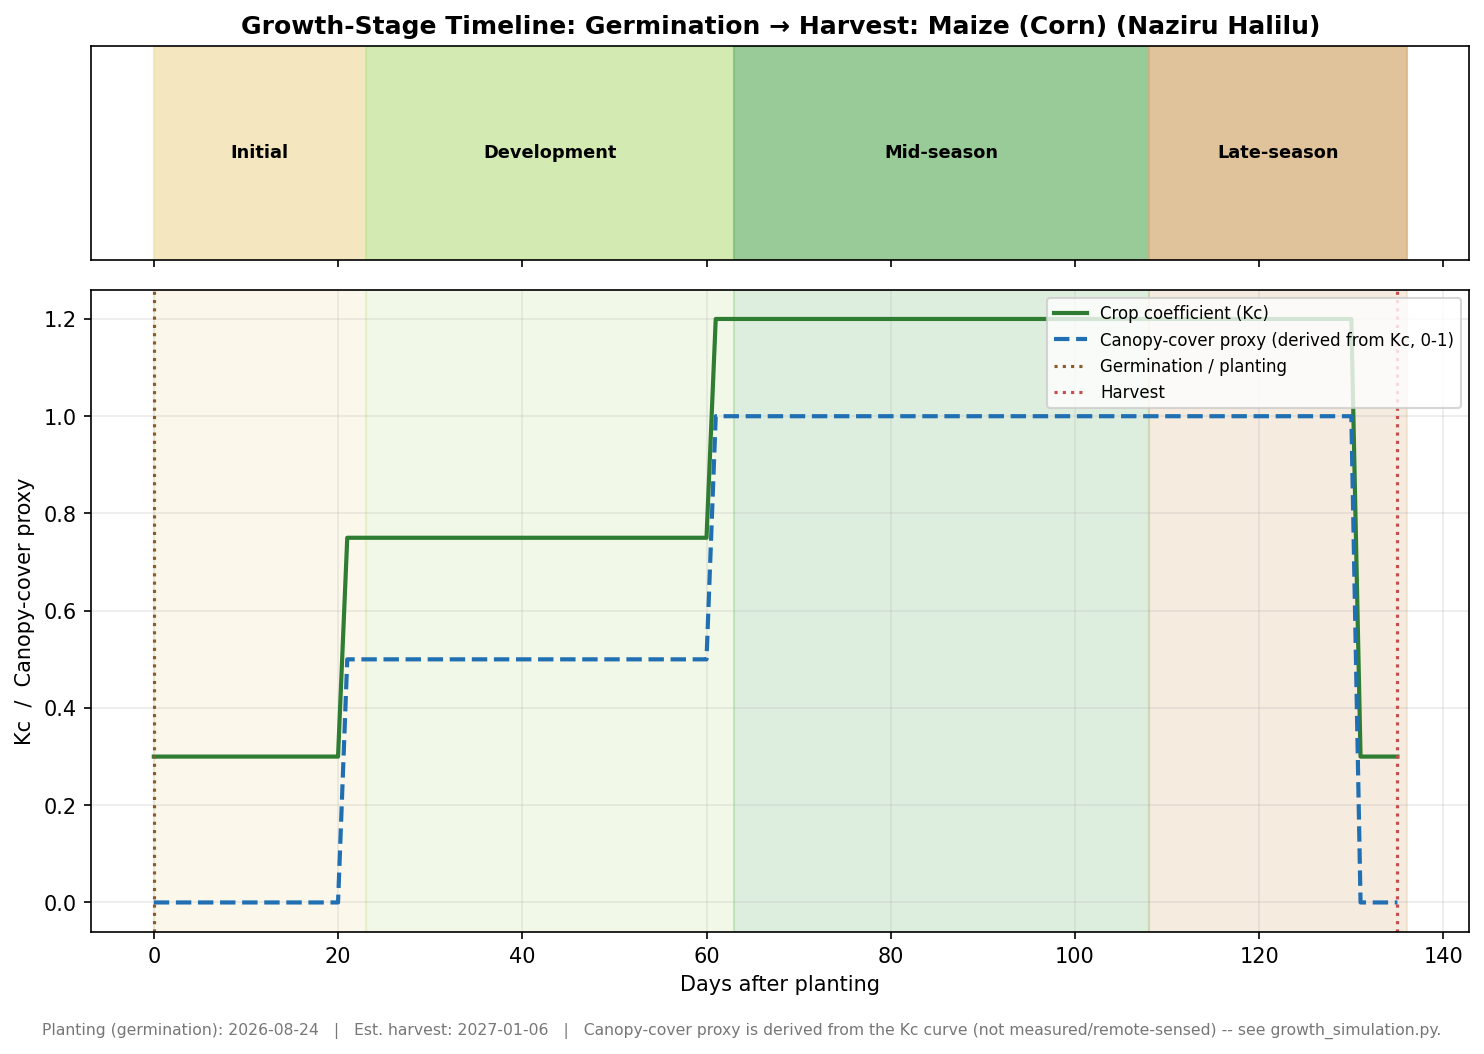 Growth-Stage Timeline: Germination → Harvest: Maize (Corn) (Naziru Halilu)
Initial
Development
Mid-season
Late-season
Crop coefficient (Kc)
Canopy-cover proxy (derived from Kc, 0-1)
Germination / planting
Harvest
Kc / Canopy-cover proxy
1.2
1.0
0.8
0.6
0.4
0.2
0.0
0 20 40 60 80 100 120 140
Days after planting
Planting (germination): 2026-08-24 | Est. harvest: 2027-01-06 | Canopy-cover proxy is derived from the Kc curve (not measured/remote-sensed) -- see growth_simulation.py.